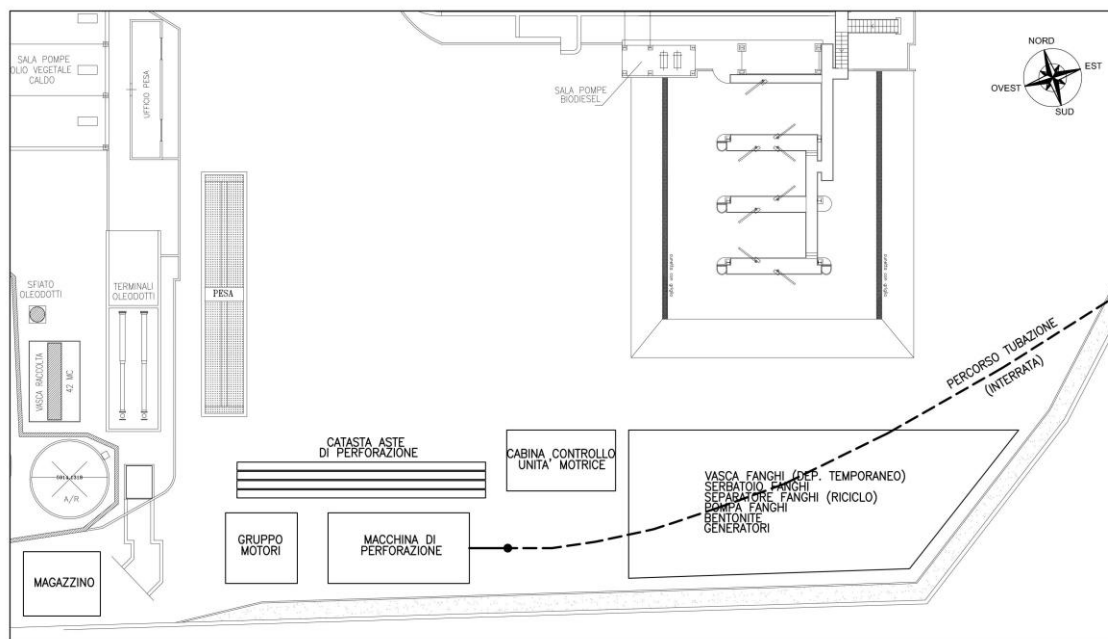 SALA POMPE
OLIO VEGETALE
CALDO
UFFICIO PESA
SALA POMPE
BIODIESEL
NORD
EST
OVEST
SUD
SFIATO
OLEODOTTI
TERMINALI
OLEODOTTI
PESA
VASCA RACCOLTA
42 MC
A/R
PERCORSO TUBAZIONE
(INTERRATA)
CATASTA ASTE
DI PERFORAZIONE
CABINA CONTROLLO
UNITA' MOTRICE
VASCA FANGHI (DEP. TEMPORANEO)
SERBATOIO FANGHI
SEPARATORE FANGHI (RICICLO)
POMPA FANGHI
BENTONITE
GENERATORI
GRUPPO
MOTORI
MACCHINA DI
PERFORAZIONE
MAGAZZINO